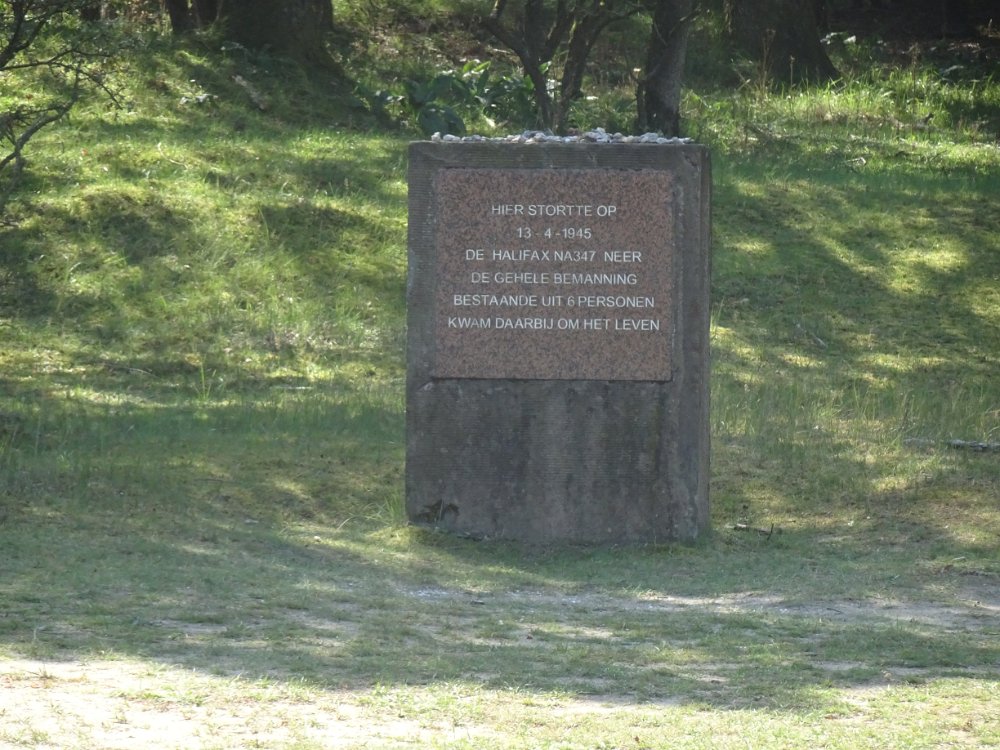 HIER STORTTE OP
13 - 4 -1945
DE HALIFAX NA347 NEER
DE GEHELE BEMANNING
BESTAANDE UIT 6 PERSONEN
KWAM DAARBIJ OM HET LEVEN